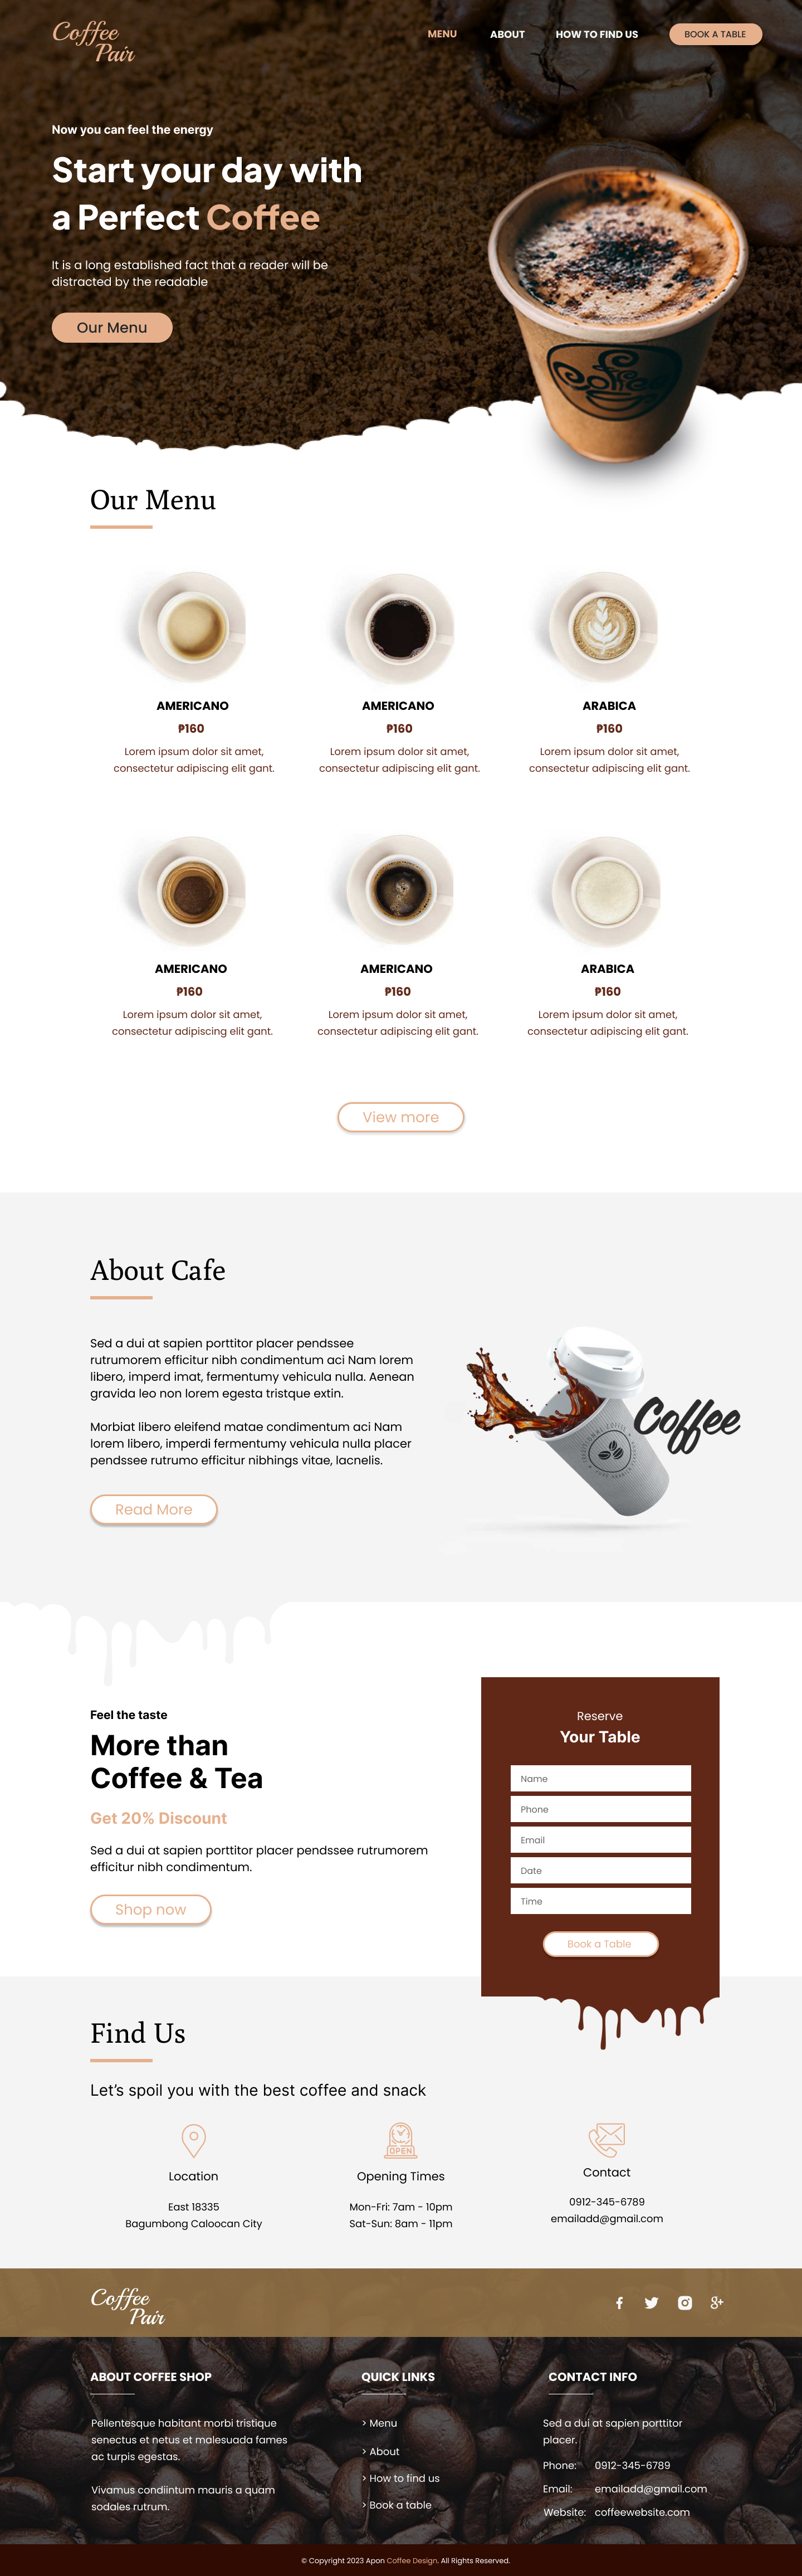 Coffee
Pair
MENU
ABOUT
HOW TO FIND US
BOOK A TABLE
Now you can feel the energy
Start your day with
a Perfect Coffee
It is a long established fact that a reader will be
distracted by the readable
Our Menu
Coffee
Our Menu
AMERICANO
₱160
Lorem ipsum dolor sit amet,
consectetur adipiscing elit gant.
AMERICANO
₱160
Lorem ipsum dolor sit amet,
consectetur adipiscing elit gant.
ARABICA
₱160
Lorem ipsum dolor sit amet,
consectetur adipiscing elit gant.
AMERICANO
₱160
Lorem ipsum dolor sit amet,
consectetur adipiscing elit gant.
AMERICANO
₱160
Lorem ipsum dolor sit amet,
consectetur adipiscing elit gant.
ARABICA
₱160
Lorem ipsum dolor sit amet,
consectetur adipiscing elit gant.
View more
About Cafe
Sed a dui at sapien porttitor placer pendssee
rutrumorem efficitur nibh condimentum aci Nam lorem
libero, imperd imat, fermentumy vehicula nulla. Aenean
gravida leo non lorem egesta tristque extin.
Morbiat libero eleifend matae condimentum aci Nam
lorem libero, imperdi fermentumy vehicula nulla placer
pendssee rutrumo efficitur nibhings vitae, lacnelis.
Read More
Coffee
Feel the taste
More than
Coffee & Tea
Get 20% Discount
Sed a dui at sapien porttitor placer pendssee rutrumorem
efficitur nibh condimentum.
Shop now
Reserve
Your Table
Name
Phone
Email
Date
Time
Book a Table
Find Us
Let’s spoil you with the best coffee and snack
Location
East 18335
Bagumbong Caloocan City
OPEN
Opening Times
Mon-Fri: 7am - 10pm
Sat-Sun: 8am - 11pm
Contact
0912-345-6789
emailadd@gmail.com
Coffee
Pair
ABOUT COFFEE SHOP
Pellentesque habitant morbi tristique
senectus et netus et malesuada fames
ac turpis egestas.
Vivamus condiintum mauris a quam
sodales rutrum.
QUICK LINKS
> Menu
> About
> How to find us
> Book a table
CONTACT INFO
Sed a dui at sapien porttitor
placer.
Phone: 0912-345-6789
Email: emailadd@gmail.com
Website: coffeewebsite.com
© Copyright 2023 Apon Coffee Design. All Rights Reserved.